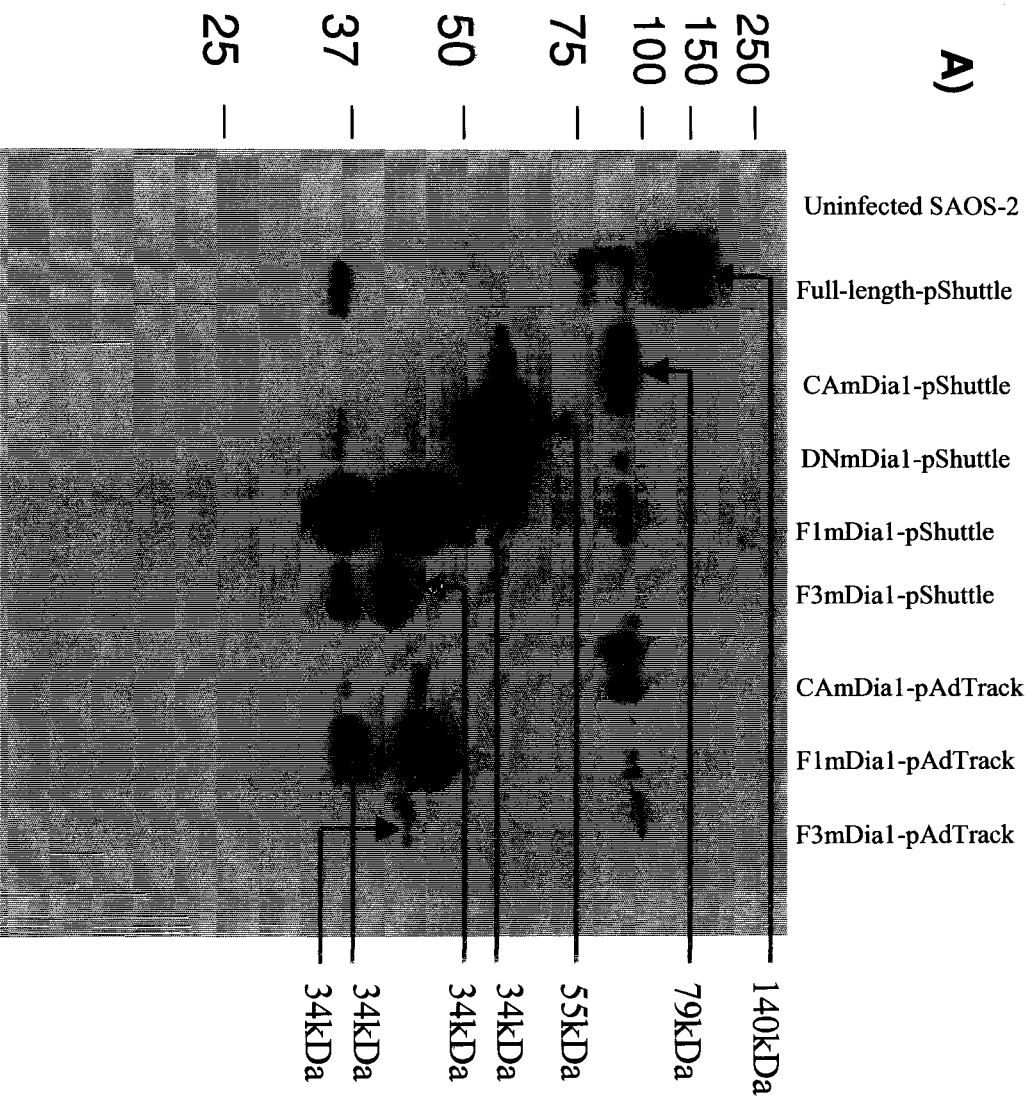 A)
250
150
100
75
50
37
25
Uninfected SAOS-2
Full-length-pShuttle
CAmDia1-pShuttle
DNmDia1-pShuttle
F1mDia1-pShuttle
F3mDia1-pShuttle
CAmDia1-pAdTrack
F1mDia1-pAdTrack
F3mDia1-pAdTrack
140kDa
79kDa
55kDa
34kDa
34kDa
34kDa
34kDa